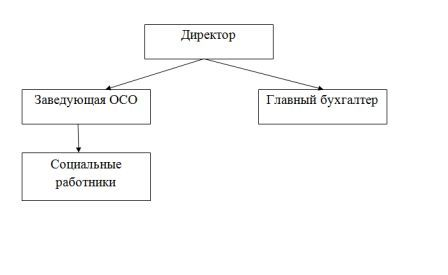 Директор
Заведующая ОСО
Главный бухгалтер
Социальные
работники